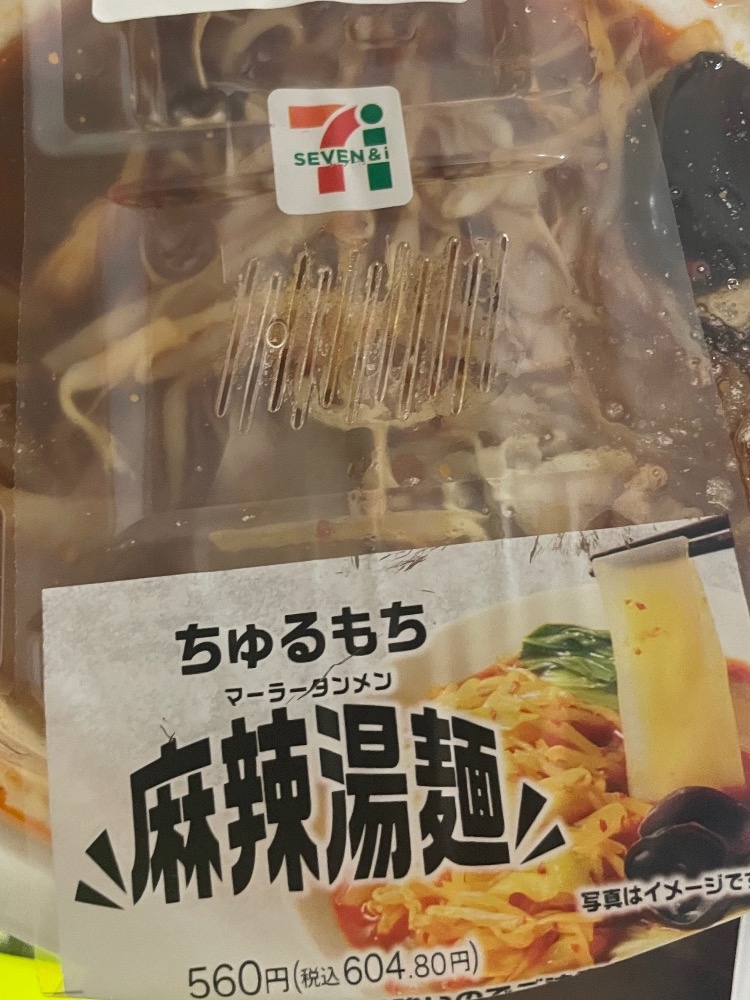 SEVEN&i
ちゅるもち
マーラータンメン
麻辣湯麺
写真はイメージです
560円(税込604.80円)